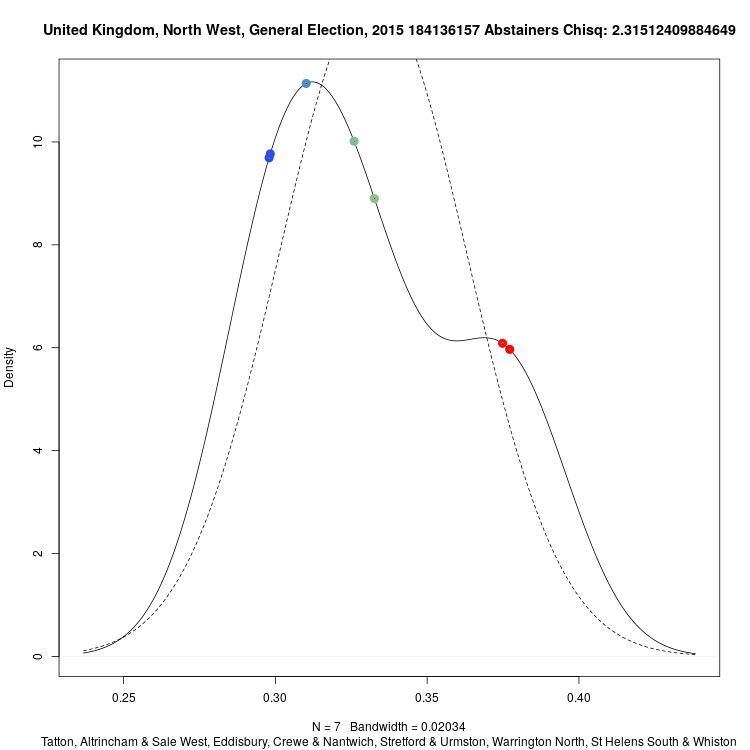 United Kingdom, North West, General Election, 2015 184136157 Abstainers Chisq: 2.31512409884649
Density
10
8
6
4
2
0
0.25 0.30 0.35 0.40
N = 7 Bandwidth = 0.02034
Tatton, Altrincham & Sale West, Eddisbury, Crewe & Nantwich, Stretford & Urmston, Warrington North, St Helens South & Whiston